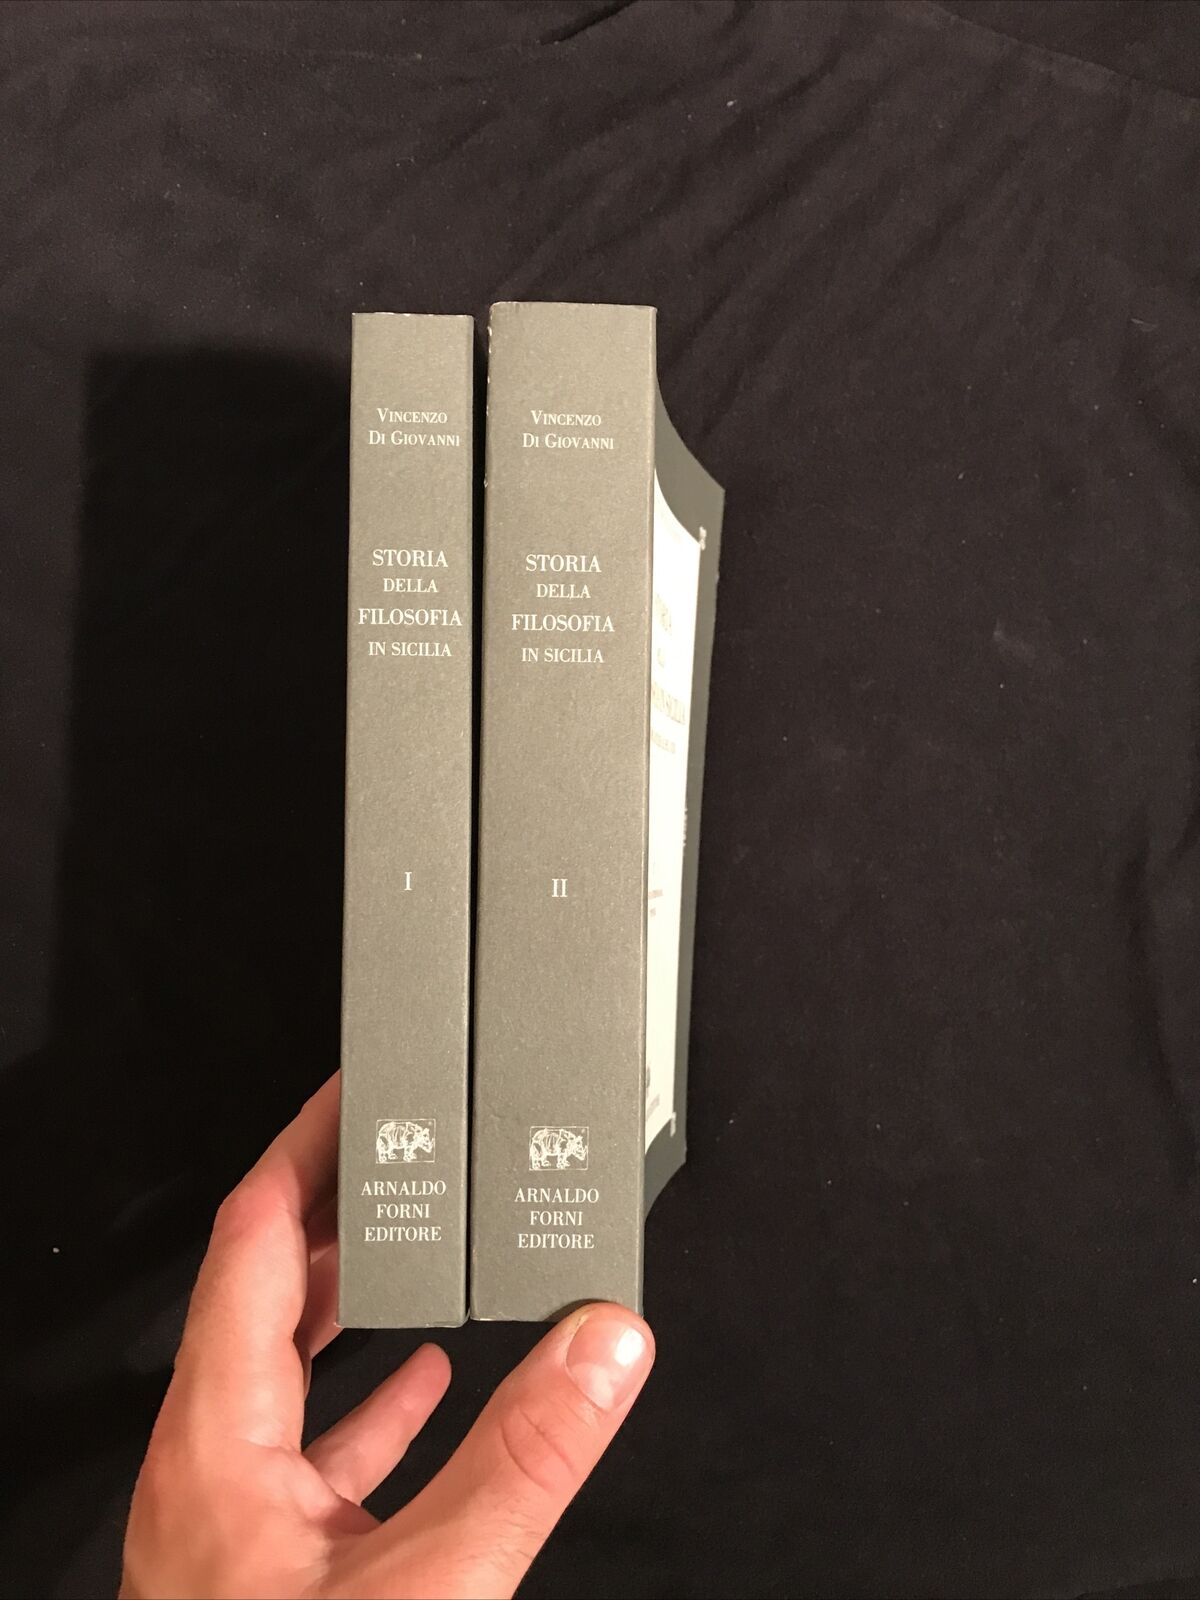 VINCENZO
DI GIOVANNI
STORIA
DELLA
FILOSOFIA
IN SICILIA
I
ARNALDO
FORNI
EDITORE
VINCENZO
DI GIOVANNI
STORIA
DELLA
FILOSOFIA
IN SICILIA
II
ARNALDO
FORNI
EDITORE